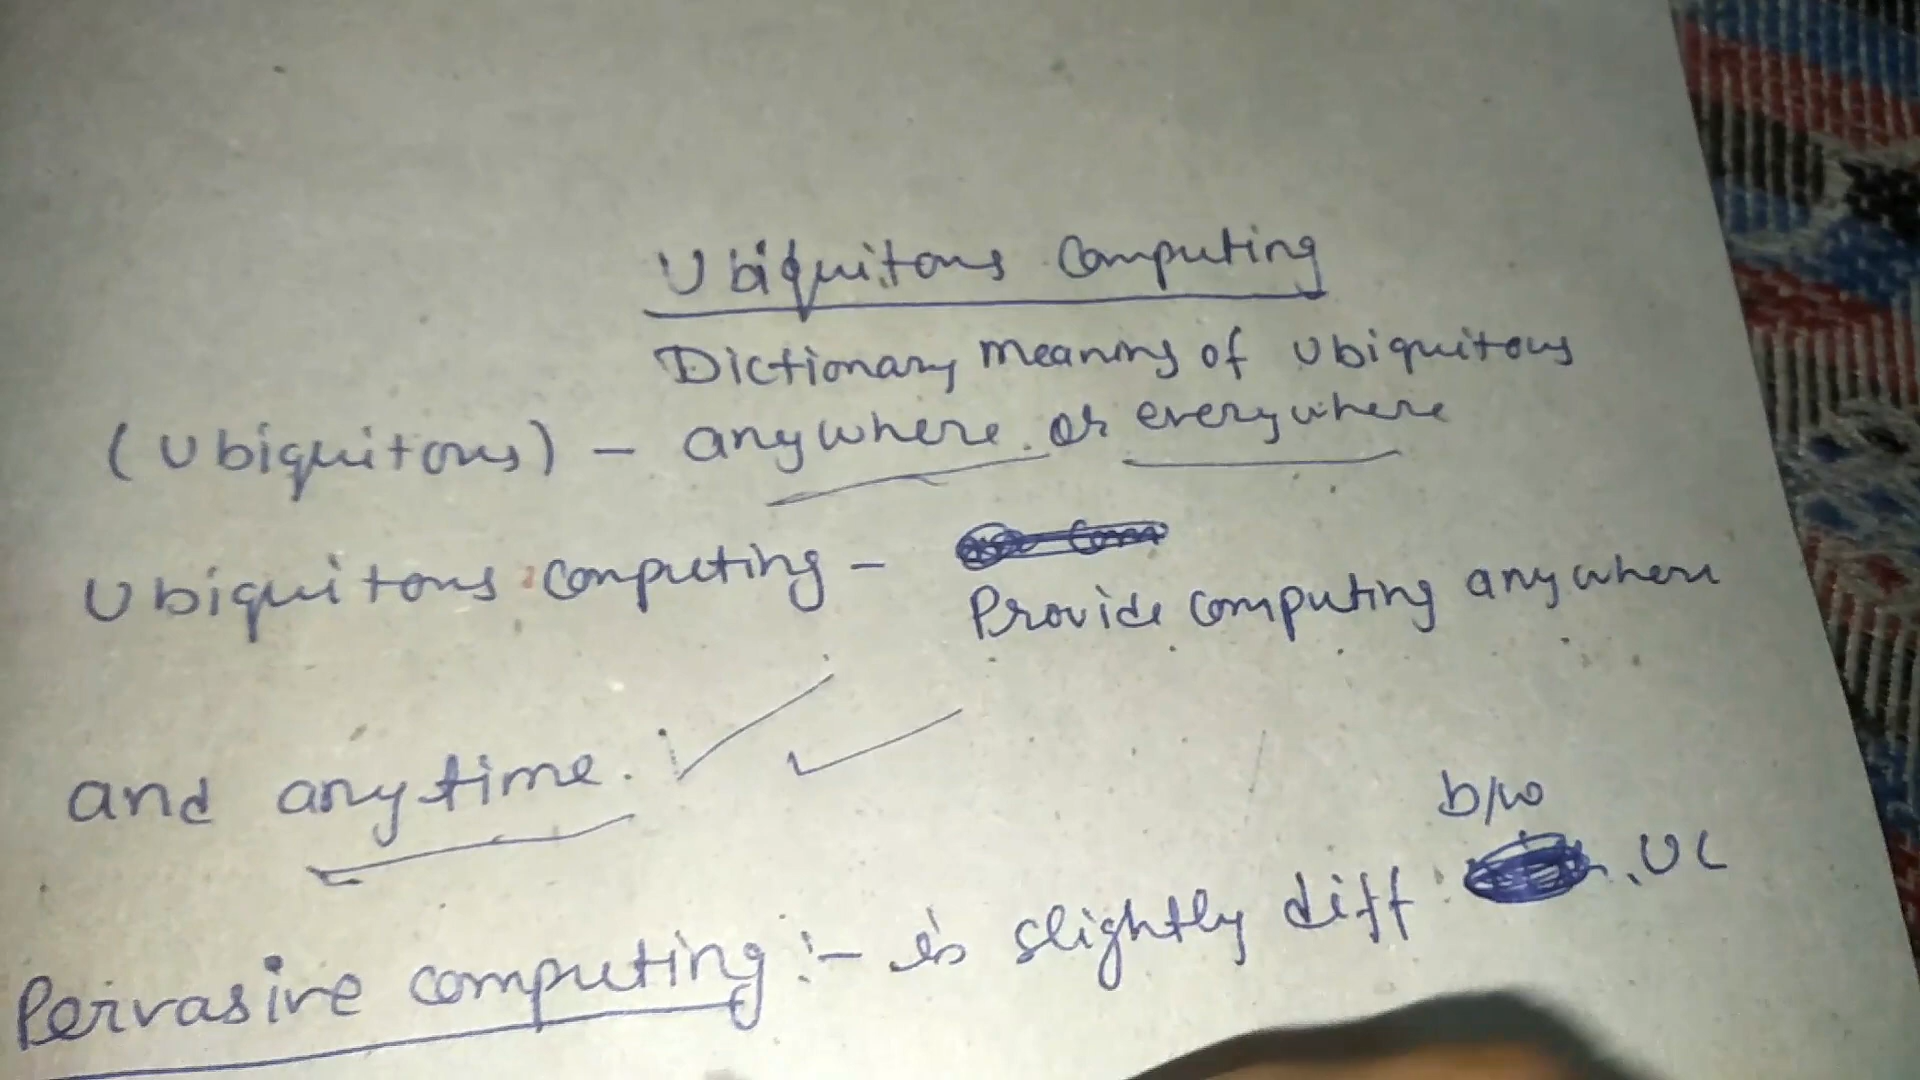 Ubiquitous Computing
Dictionary meaning of Ubiquitous
(Ubiquitous) - anywhere or everywhere
Ubiquitous computing -
Provide computing anywhere
and anytime.
b/w
Pervasive computing :- is slightly diff UC